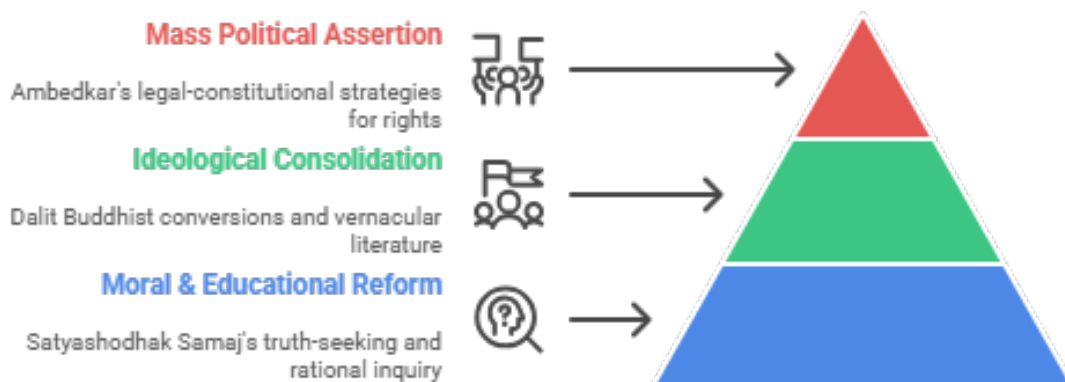 Mass Political Assertion
Ambedkar's legal-constitutional strategies
for rights
Ideological Consolidation
Dalit Buddhist conversions and vernacular
literature
Moral & Educational Reform
Satyashodhak Samaj's truth-seeking and
rational inquiry